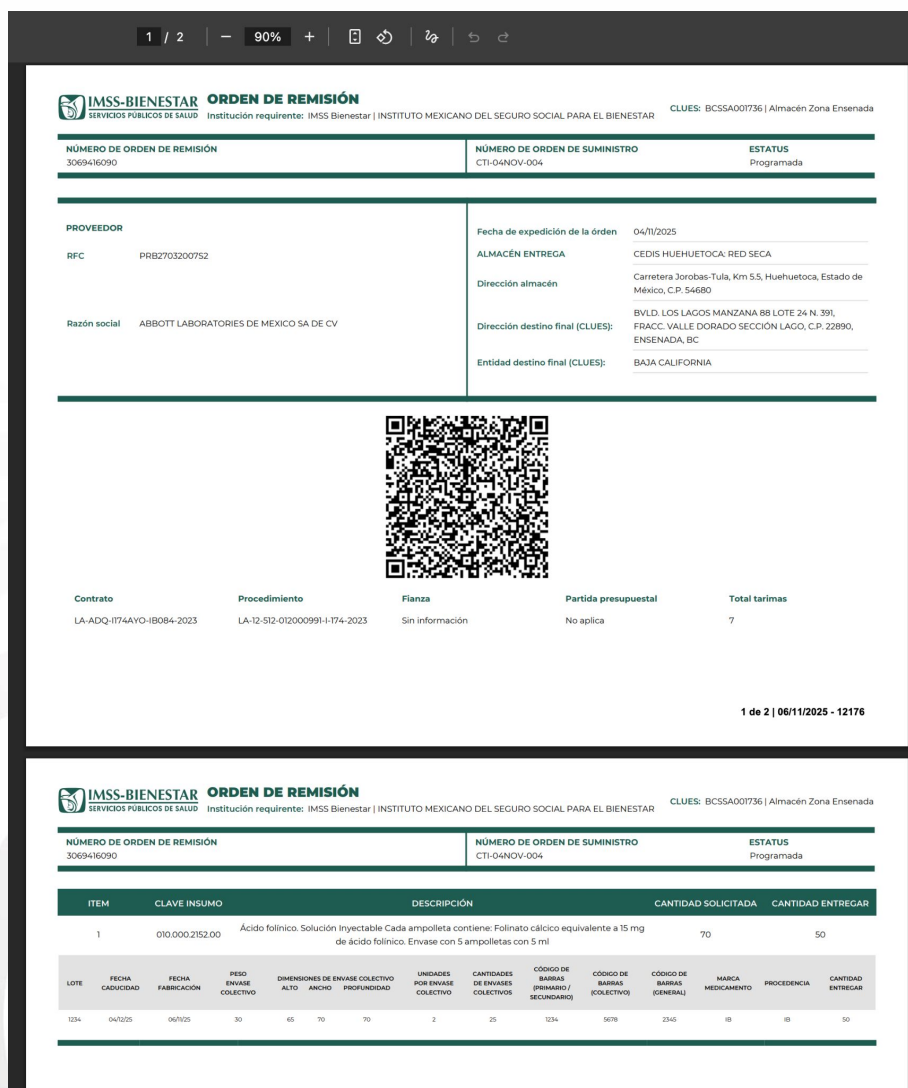 1 / 2
90%
IMSS-BIENESTAR
SERVICIOS PÚBLICOS DE SALUD
ORDEN DE REMISIÓN
Institución requirente: IMSS Bienestar | INSTITUTO MEXICANO DEL SEGURO SOCIAL PARA EL BIENESTAR
CLUES: BCSSA001736 | Almacén Zona Ensenada
NÚMERO DE ORDEN DE REMISIÓN
3069416090
NÚMERO DE ORDEN DE SUMINISTRO
CTI-04NOV-004
ESTATUS
Programada
PROVEEDOR
RFC PRB2703200752
Razón social ABBOTT LABORATORIES DE MEXICO SA DE CV
Fecha de expedición de la órden 04/11/2025
ALMACÉN ENTREGA CEDIS HUEHUETOCA: RED SECA
Dirección almacén Carretera Jorobas-Tula, Km 5.5, Huehuetoca, Estado de
México, C.P. 54680
Dirección destino final (CLUES): BVLD. LOS LAGOS MANZANA 88 LOTE 24 N. 391,
FRACC. VALLE DORADO SECCIÓN LAGO, C.P. 22890,
ENSENADA, BC
Entidad destino final (CLUES): BAJA CALIFORNIA
Contrato Procedimiento Fianza Partida presupuestal Total tarimas
LA-ADQ-I174AYO-IB084-2023 LA-12-512-012000991-I-174-2023 Sin información No aplica 7
1 de 2 | 06/11/2025 - 12176
IMSS-BIENESTAR
SERVICIOS PÚBLICOS DE SALUD
ORDEN DE REMISIÓN
Institución requirente: IMSS Bienestar | INSTITUTO MEXICANO DEL SEGURO SOCIAL PARA EL BIENESTAR
CLUES: BCSSA001736 | Almacén Zona Ensenada
NÚMERO DE ORDEN DE REMISIÓN
3069416090
NÚMERO DE ORDEN DE SUMINISTRO
CTI-04NOV-004
ESTATUS
Programada
ITEM CLAVE INSUMO DESCRIPCIÓN CANTIDAD SOLICITADA CANTIDAD ENTREGAR
1 010.000.2152.00 Ácido folínico. Solución Inyectable Cada ampolleta contiene: Folinato cálcico equivalente a 15 mg
de ácido folínico. Envase con 5 ampolletas con 5 ml 70 50
LOTE FECHA CADUCIDAD FECHA FABRICACIÓN PESO ENVASE COLECTIVO DIMENSIONES DE ENVASE COLECTIVO ALTO ANCHO PROFUNDIDAD UNIDADES POR ENVASE COLECTIVO CANTIDADES DE ENVASES COLECTIVOS CÓDIGO DE BARRAS (PRIMARIO / SECUNDARIO) CÓDIGO DE BARRAS (COLECTIVO) CÓDIGO DE BARRAS (GENERAL) MARCA MEDICAMENTO PROCEDENCIA CANTIDAD ENTREGAR
1234 04/12/25 06/11/25 30 65 70 70 2 25 1234 5678 2345 IB IB 50